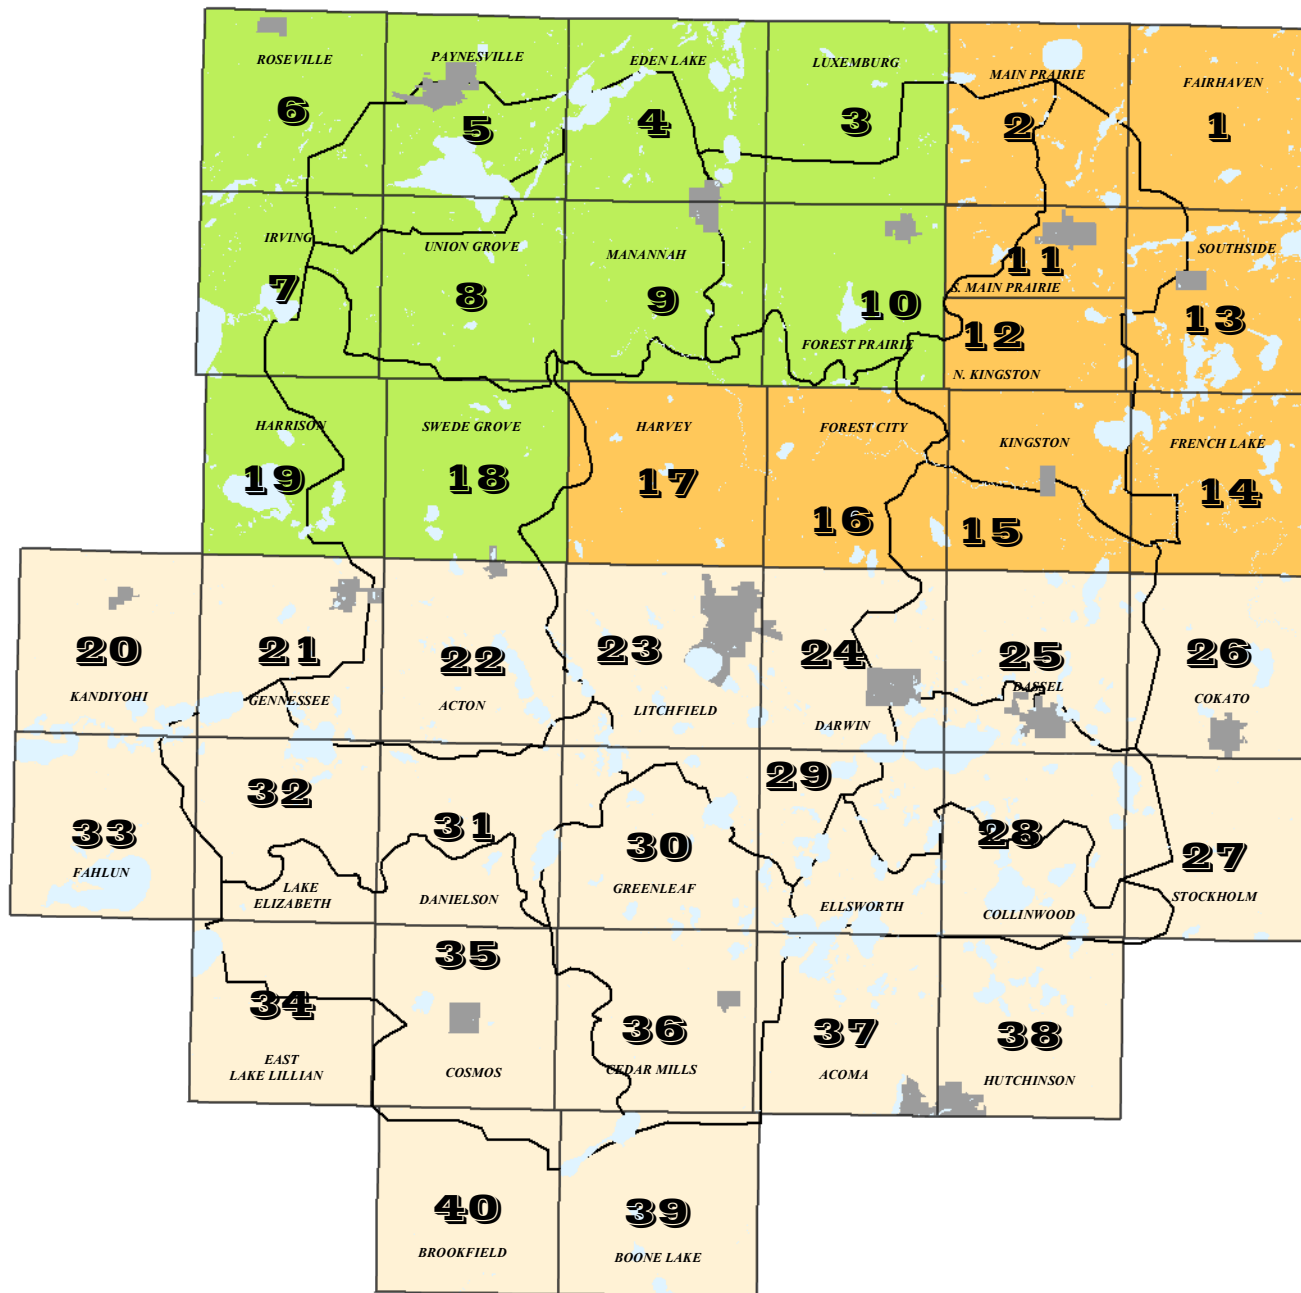 ROSEVILLE
6
PAYNESVILLE
5
EDEN LAKE
4
LUXEMBURG
3
MAIN PRAIRIE
2
FAIRHAVEN
1
IRVING
7
UNION GROVE
8
MANANNAH
9
10
FOREST PRAIRIE
11
S. MAIN PRAIRIE
12
N. KINGSTON
SOUTHSIDE
13
HARRISON
19
SWEDE GROVE
18
HARVEY
17
FOREST CITY
16
KINGSTON
15
FRENCH LAKE
14
20
KANDIYOHI
21
GENNESSEE
22
ACTON
23
LITCHFIELD
24
DARWIN
25
DASSEL
26
COKATO
33
FAHLUN
32
LAKE
ELIZABETH
31
DANIELSON
30
GREENLEAF
29
ELLSWORTH
28
COLLINWOOD
27
STOCKHOLM
34
EAST
LAKE LILLIAN
35
COSMOS
36
CEDAR MILLS
37
ACOMA
38
HUTCHINSON
40
BROOKFIELD
39
BOONE LAKE